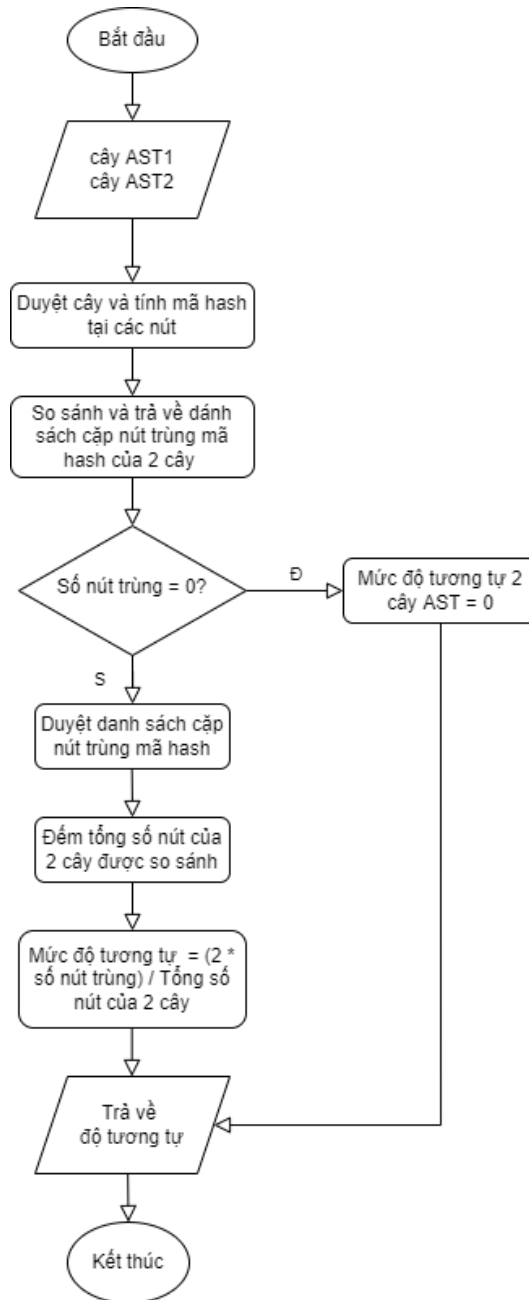 Bắt đầu
cây AST1
cây AST2
Duyệt cây và tính mã hash
tại các nút
So sánh và trả về dánh
sách cặp nút trùng mã
hash của 2 cây
Số nút trùng = 0?
Đ
Mức độ tương tự 2
cây AST = 0
S
Duyệt danh sách cặp
nút trùng mã hash
Đếm tổng số nút của
2 cây được so sánh
Mức độ tương tự = (2 *
số nút trùng) / Tổng số
nút của 2 cây
Trả về
độ tương tự
Kết thúc